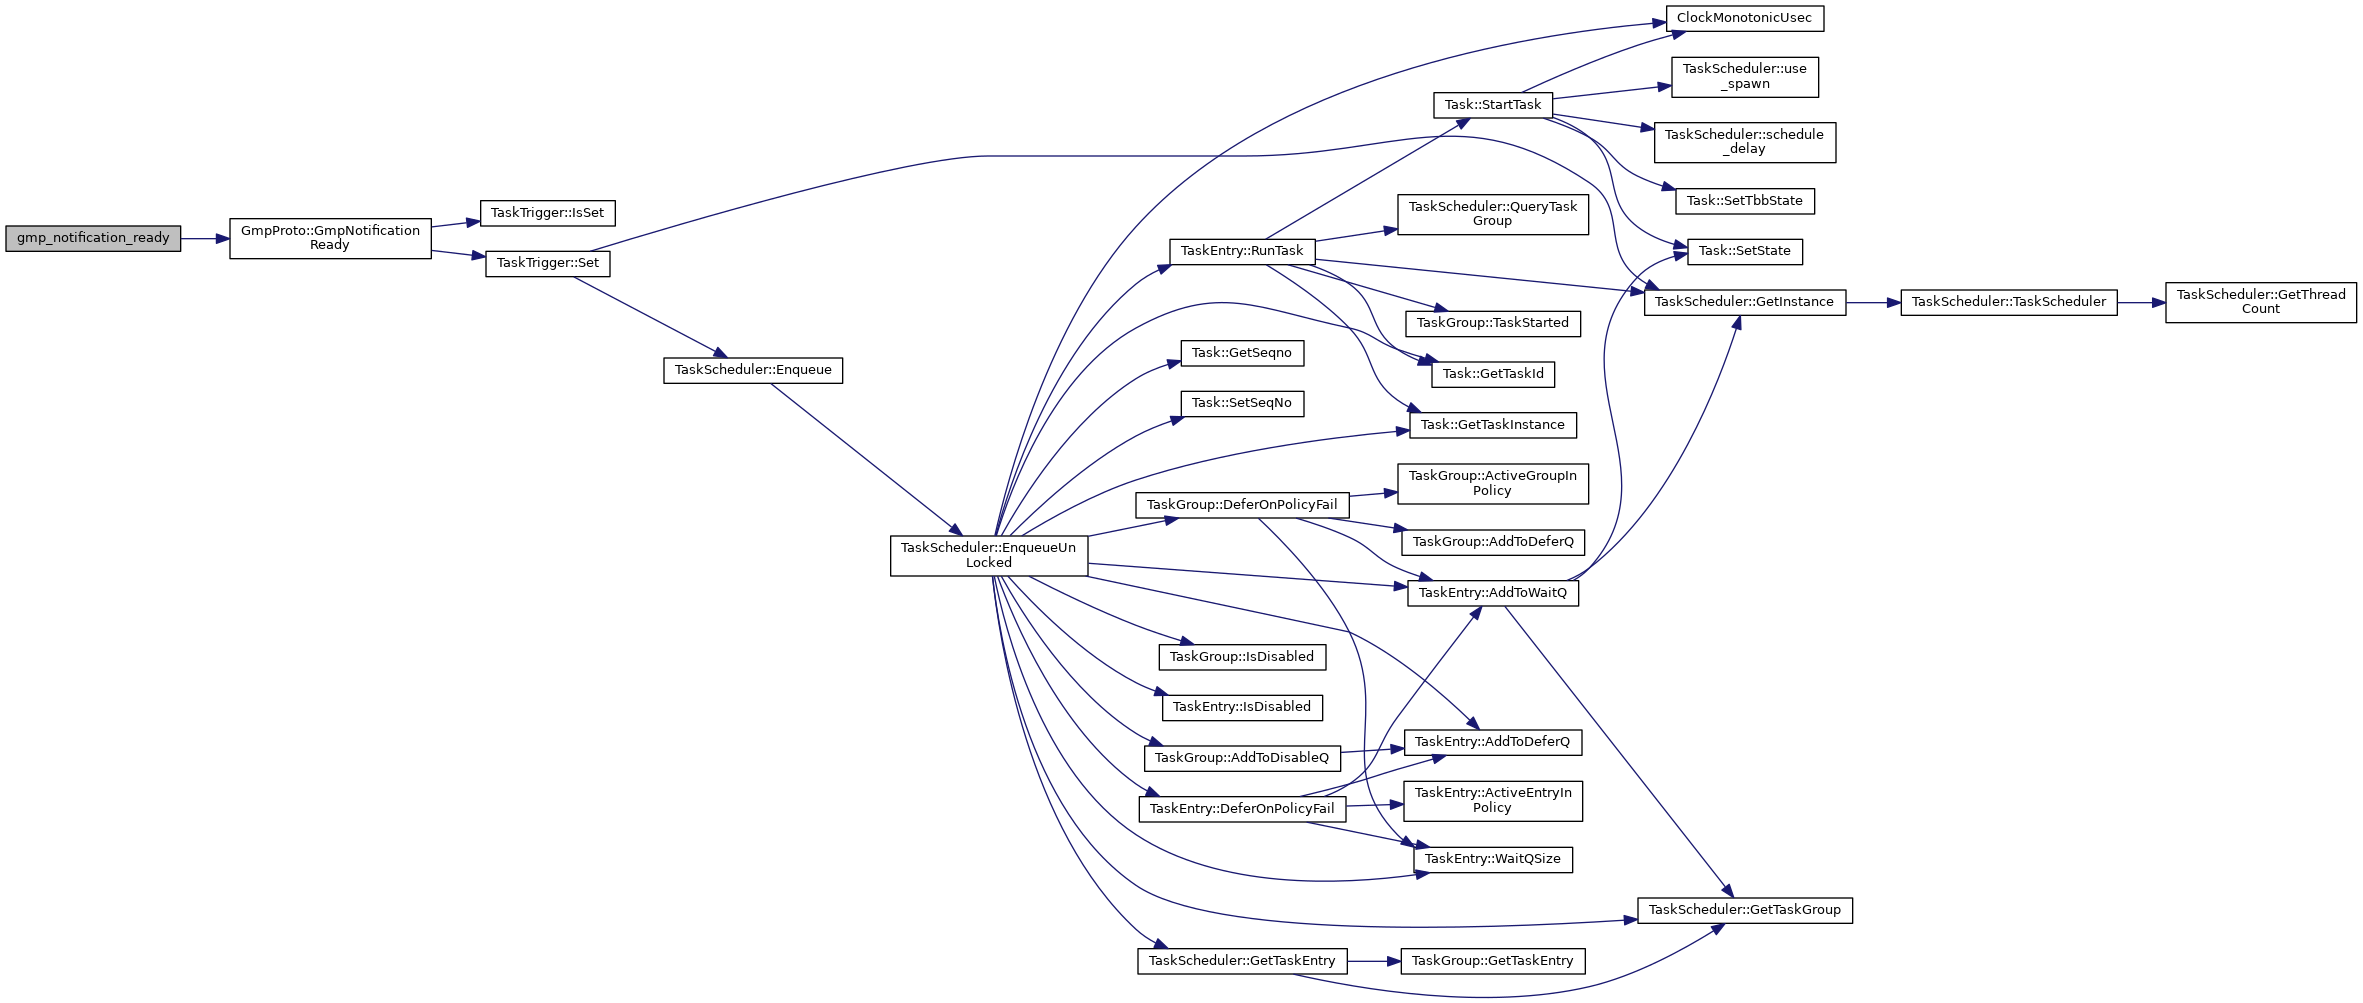 gmp_notification_ready
GmpProto::GmpNotification
Ready
TaskTrigger::IsSet
TaskTrigger::Set
TaskScheduler::Enqueue
TaskScheduler::EnqueueUn
Locked
TaskEntry::RunTask
Task::GetSeqno
Task::SetSeqNo
TaskGroup::DeferOnPolicyFail
TaskGroup::IsDisabled
TaskEntry::IsDisabled
TaskGroup::AddToDisableQ
TaskEntry::DeferOnPolicyFail
TaskScheduler::GetTaskEntry
Task::StartTask
TaskScheduler::QueryTask
Group
TaskGroup::TaskStarted
Task::GetTaskId
Task::GetTaskInstance
TaskGroup::ActiveGroupIn
Policy
TaskGroup::AddToDeferQ
TaskEntry::AddToWaitQ
TaskEntry::AddToDeferQ
TaskEntry::ActiveEntryIn
Policy
TaskEntry::WaitQSize
TaskGroup::GetTaskEntry
ClockMonotonicUsec
TaskScheduler::use
_spawn
TaskScheduler::schedule
_delay
Task::SetTbbState
Task::SetState
TaskScheduler::GetInstance
TaskScheduler::GetTaskGroup
TaskScheduler::TaskScheduler
TaskScheduler::GetThread
Count